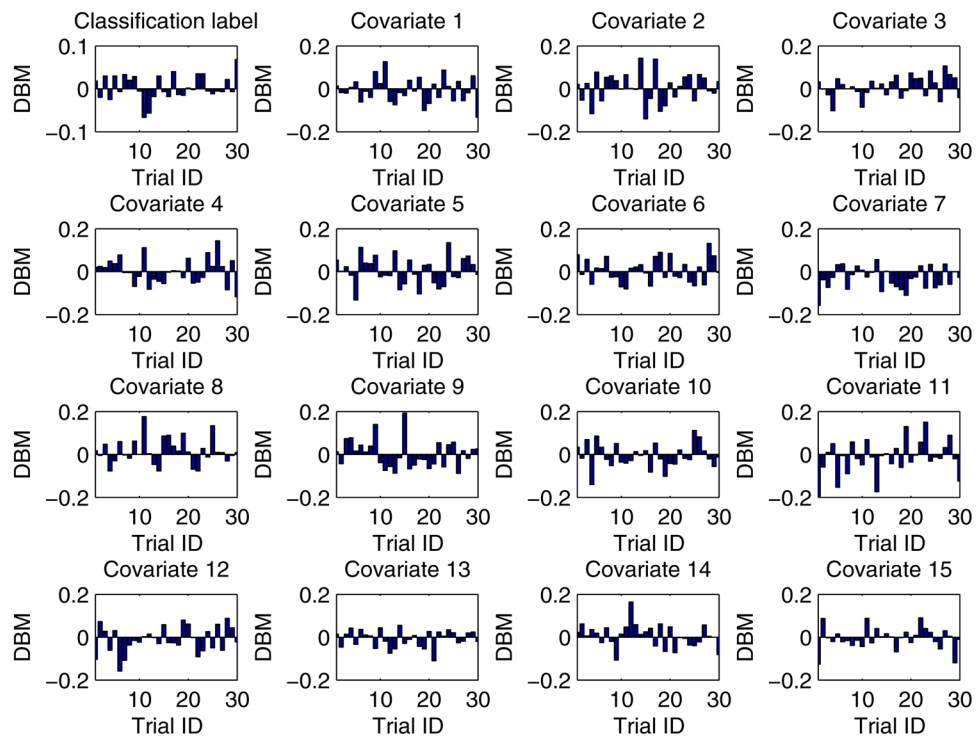 Classification label
Covariate 1
Covariate 2
Covariate 3
DBM
0.1
0
−0.1
10 20 30
Trial ID
DBM
0.2
0
−0.2
10 20 30
Trial ID
DBM
0.2
0
−0.2
10 20 30
Trial ID
DBM
0.2
0
−0.2
10 20 30
Trial ID
Covariate 4
Covariate 5
Covariate 6
Covariate 7
DBM
0.2
0
−0.2
10 20 30
Trial ID
DBM
0.2
0
−0.2
10 20 30
Trial ID
DBM
0.2
0
−0.2
10 20 30
Trial ID
DBM
0.2
0
−0.2
10 20 30
Trial ID
Covariate 8
Covariate 9
Covariate 10
Covariate 11
DBM
0.2
0
−0.2
10 20 30
Trial ID
DBM
0.2
0
−0.2
10 20 30
Trial ID
DBM
0.2
0
−0.2
10 20 30
Trial ID
DBM
0.2
0
−0.2
10 20 30
Trial ID
Covariate 12
Covariate 13
Covariate 14
Covariate 15
DBM
0.2
0
−0.2
10 20 30
Trial ID
DBM
0.2
0
−0.2
10 20 30
Trial ID
DBM
0.2
0
−0.2
10 20 30
Trial ID
DBM
0.2
0
−0.2
10 20 30
Trial ID